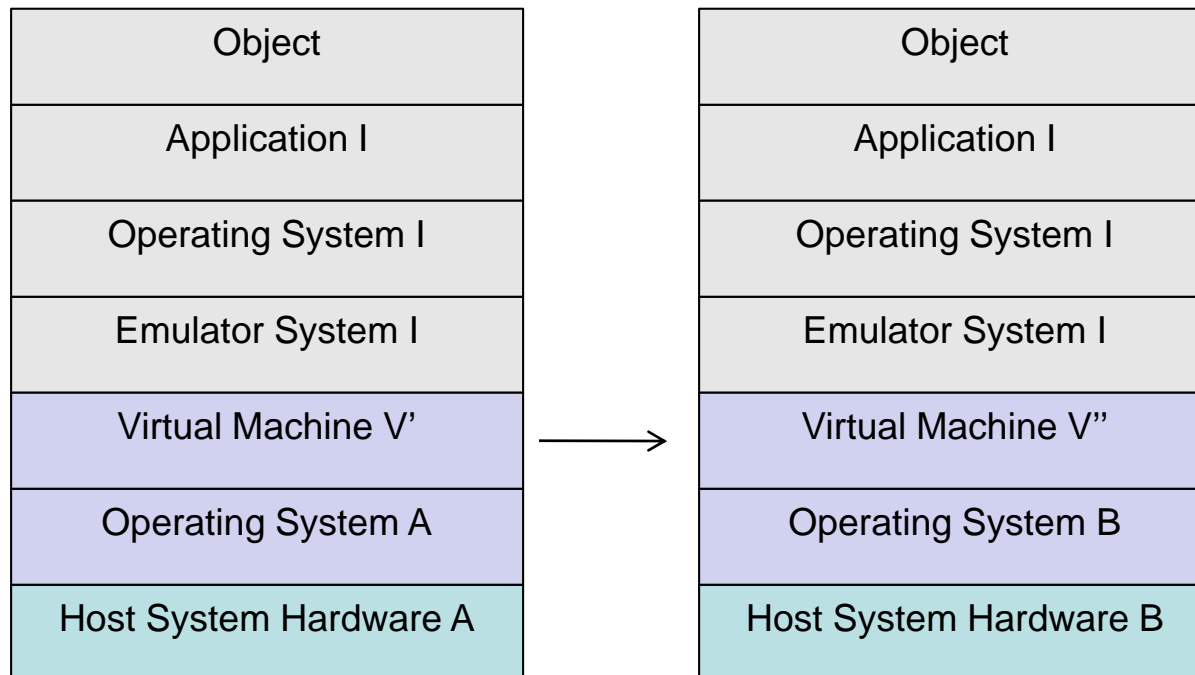 Object
Application I
Operating System I
Emulator System I
Virtual Machine V’
Operating System A
Host System Hardware A
Object
Application I
Operating System I
Emulator System I
Virtual Machine V”
Operating System B
Host System Hardware B